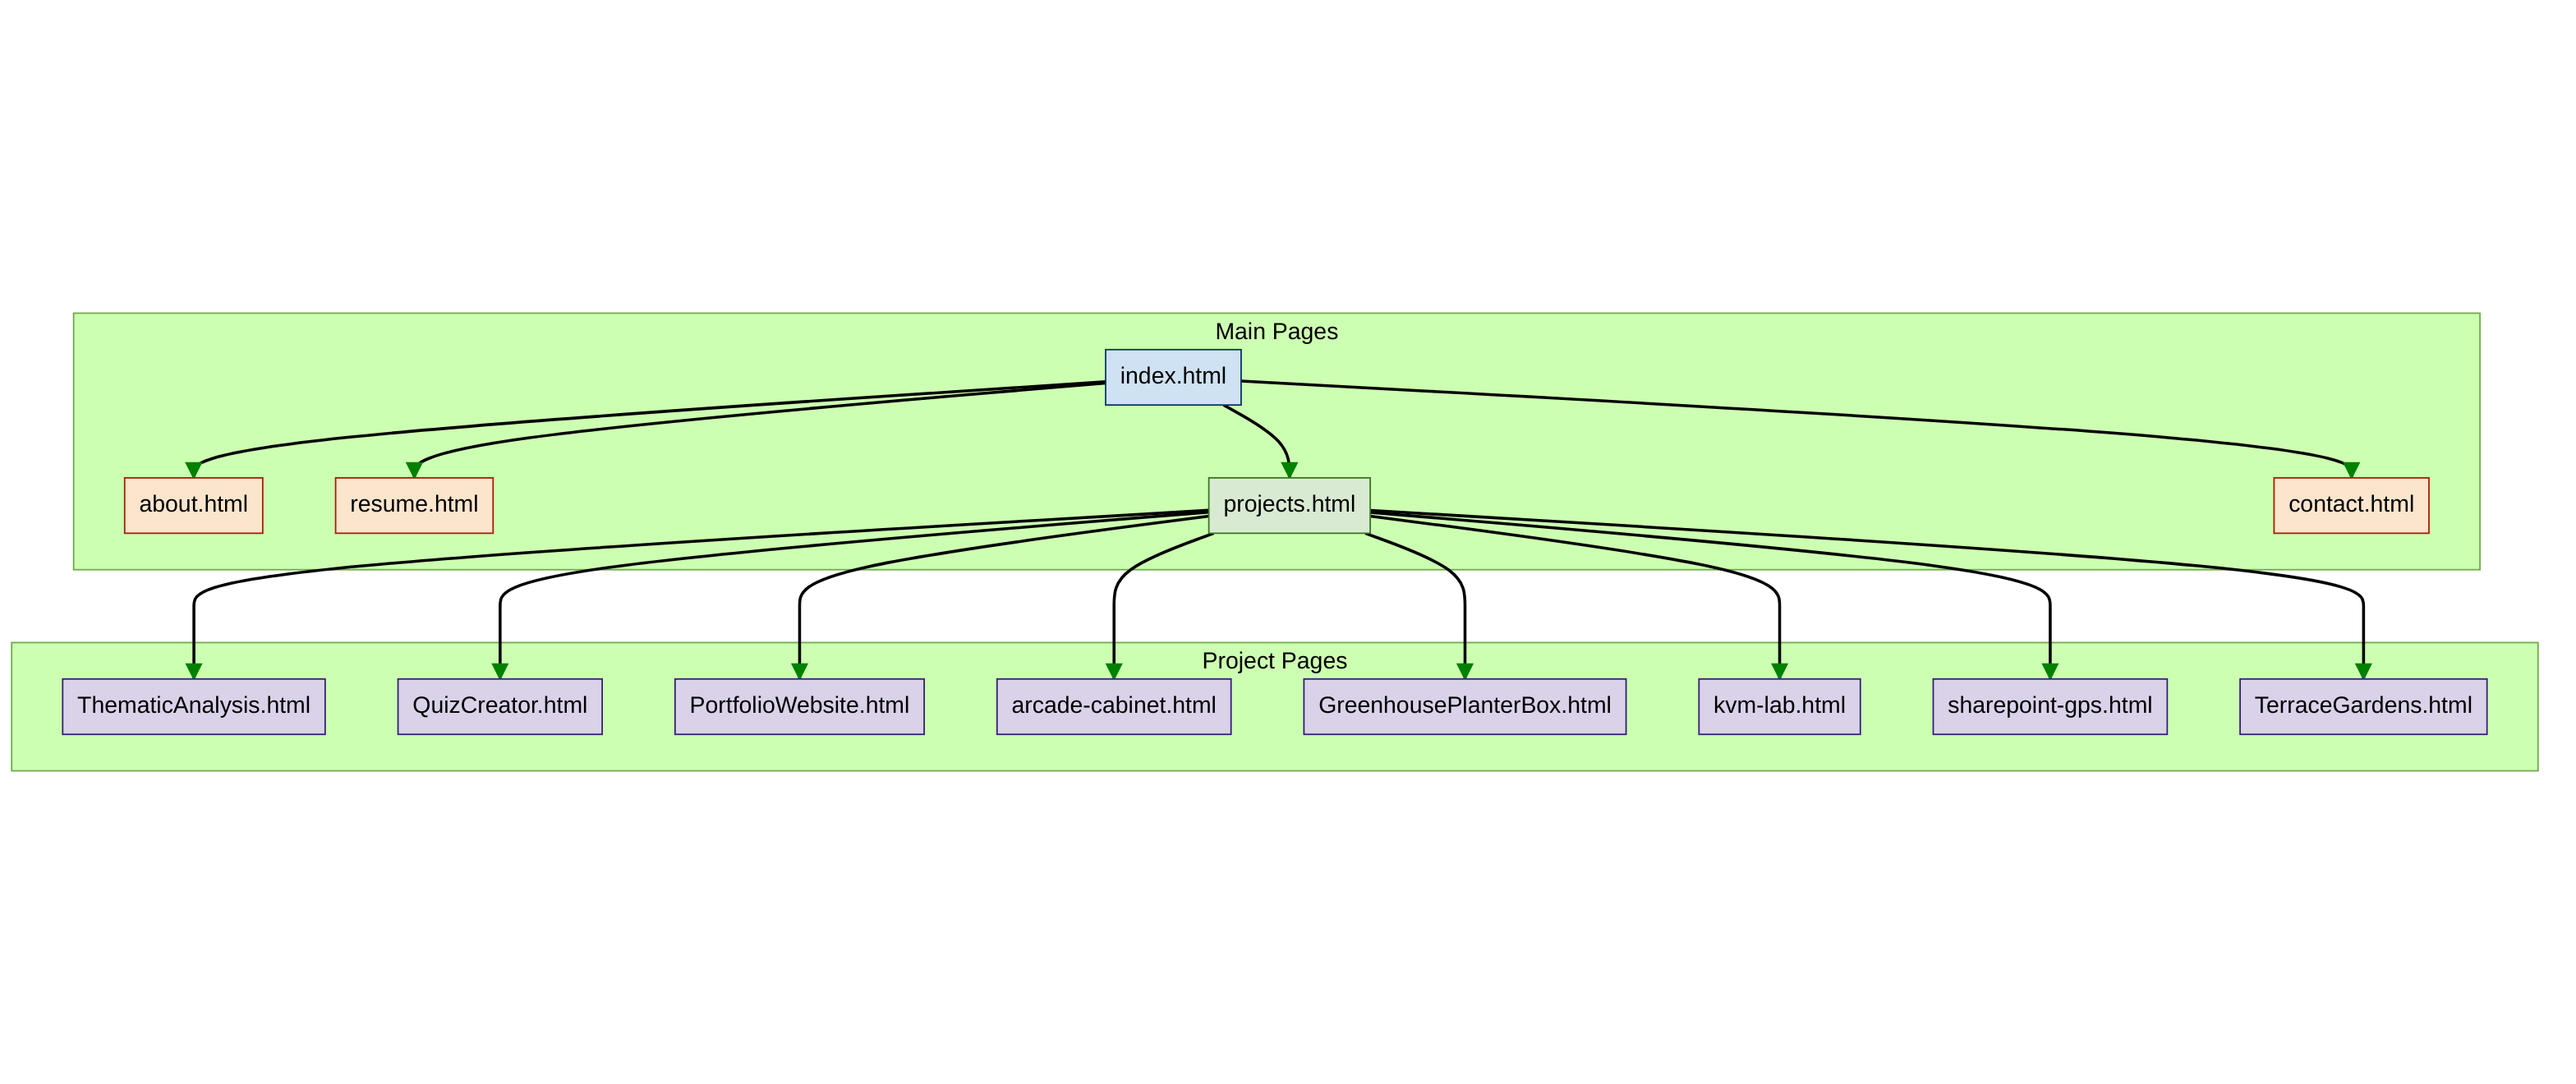 Main Pages
index.html
about.html
resume.html
projects.html
contact.html
Project Pages
ThematicAnalysis.html
QuizCreator.html
PortfolioWebsite.html
arcade-cabinet.html
GreenhousePlanterBox.html
kvm-lab.html
sharepoint-gps.html
TerraceGardens.html